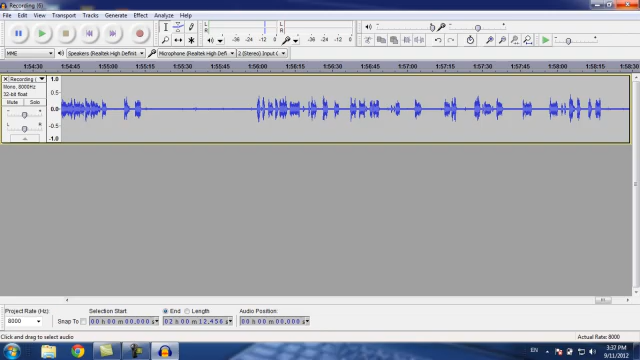 Recording (6)
File Edit View Transport Tracks Generate Effect Analyze Help
L
R
-36 -24 -12 0
L
R
-36 -24 -12 0
MME Speakers (Realtek High Definit Microphone (Realtek High Defini 2 (Stereo) Input C
1:54:30 1:54:45 1:55:00 1:55:15 1:55:30 1:55:45 1:56:00 1:56:15 1:56:30 1:56:45 1:57:00 1:57:15 1:57:30 1:57:45 1:58:00 1:58:15 1:58:30
Recording (
Mono, 8000Hz
32-bit float
Mute Solo
- +
L R
1.0
0.5
0.0
-0.5
-1.0
Project Rate (Hz):
8000
Snap To
Selection Start:
00 h 00 m 00.000 s
End Length
02 h 00 m 12.456 s
Audio Position:
00 h 00 m 00.000 s
Click and drag to select audio
Actual Rate: 8000
EN
3:37 PM
9/11/2012